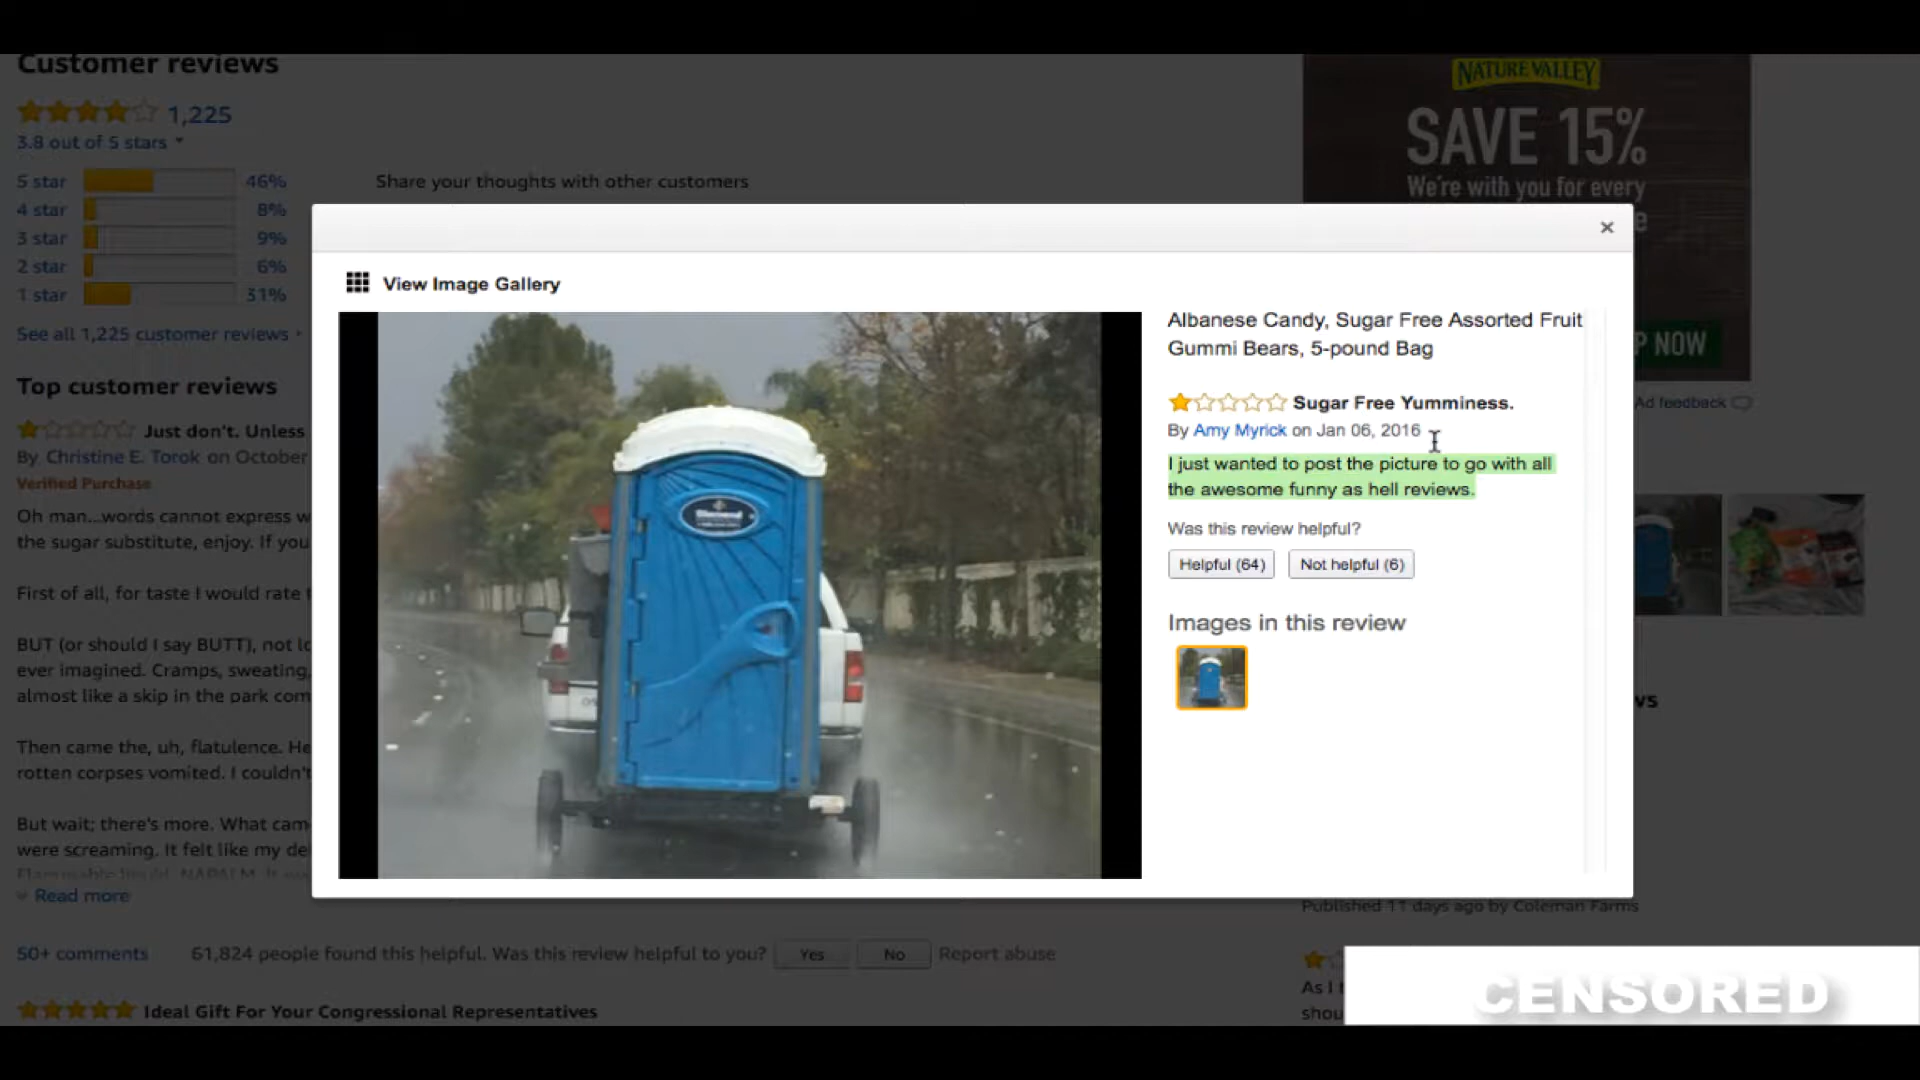 Customer reviews
1,225
3.8 out of 5 stars
5 star 46%
4 star 8%
3 star 9%
2 star 6%
1 star 31%
See all 1,225 customer reviews ›
Share your thoughts with other customers
NATURE VALLEY
SAVE 15%
We're with you for every
NOW
Ad feedback
Top customer reviews
Just don't. Unless
By Christine E. Torok on October
Verified Purchase
Oh man...words cannot express
the sugar substitute, enjoy. If you
First of all, for taste I would rate
BUT (or should I say BUTT), not
ever imagined. Cramps, sweating,
almost like a skip in the park com
Then came the, uh, flatulence.
rotten corpses vomited. I couldn't
But wait; there's more. What cam
were screaming. It felt like my de
Read more
50+ comments
61,824 people found this helpful. Was this review helpful to you? Yes No Report abuse
Ideal Gift For Your Congressional Representatives
×
View Image Gallery
Albanese Candy, Sugar Free Assorted Fruit
Gummi Bears, 5-pound Bag
Sugar Free Yumminess.
By Amy Myrick on Jan 06, 2016
I just wanted to post the picture to go with all
the awesome funny as hell reviews.
Was this review helpful?
Helpful (64) Not helpful (6)
Images in this review
Published 11 days ago by Coleman Farms
As I
shou
CENSORED